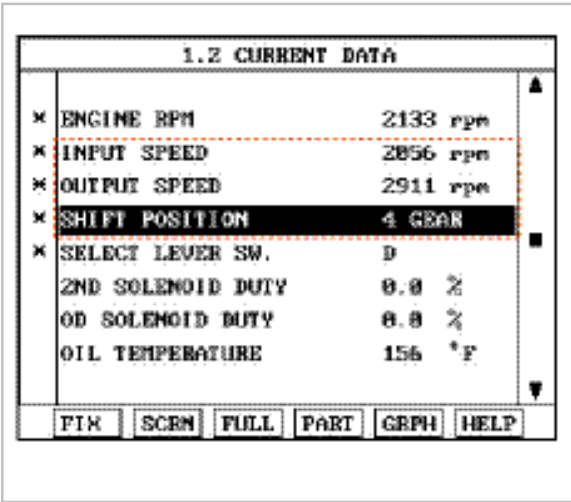 1.2 CURRENT DATA
× ENGINE RPM 2133 rpm
× INPUT SPEED 2056 rpm
× OUTPUT SPEED 2911 rpm
× SHIFT POSITION 4 GEAR
× SELECT LEVER SW. D
2ND SOLENOID DUTY 0.0 %
OD SOLENOID DUTY 0.0 %
OIL TEMPERATURE 156 °F
FIX SCRN FULL PART GRPH HELP